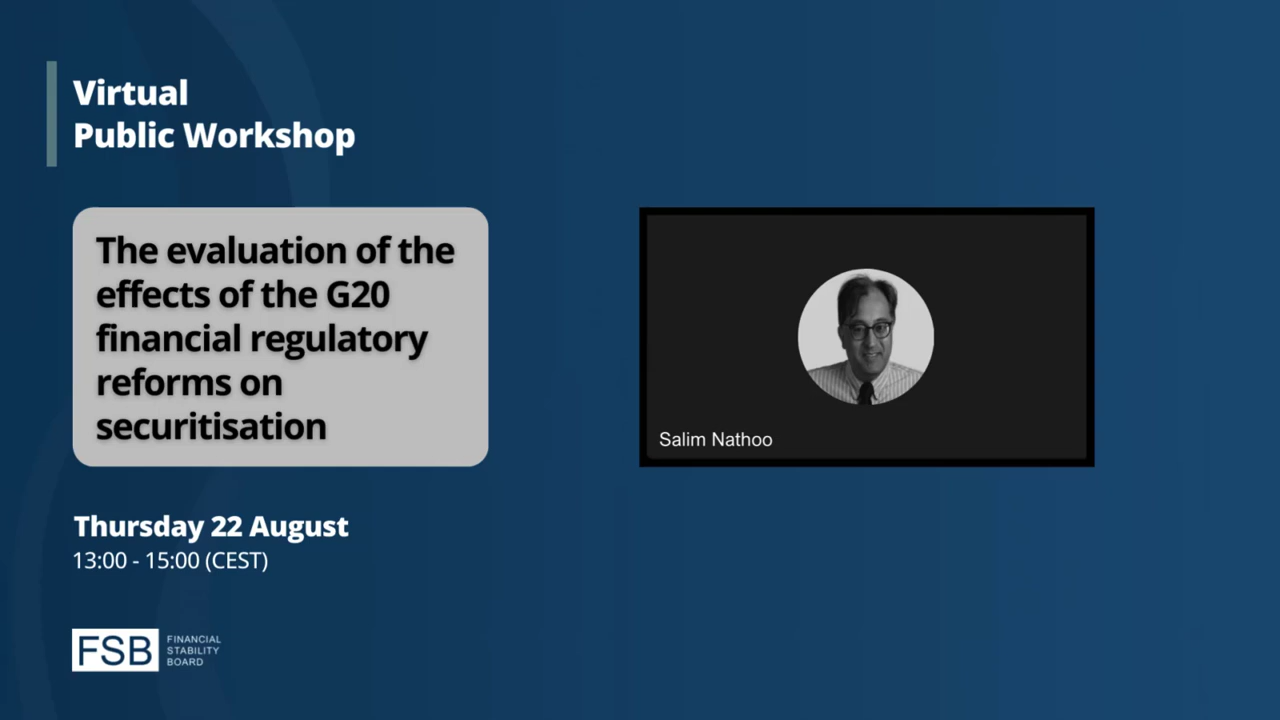 Virtual
Public Workshop
The evaluation of the
effects of the G20
financial regulatory
reforms on
securitisation
Salim Nathoo
Thursday 22 August
13:00 - 15:00 (CEST)
FSB
FINANCIAL
STABILITY
BOARD